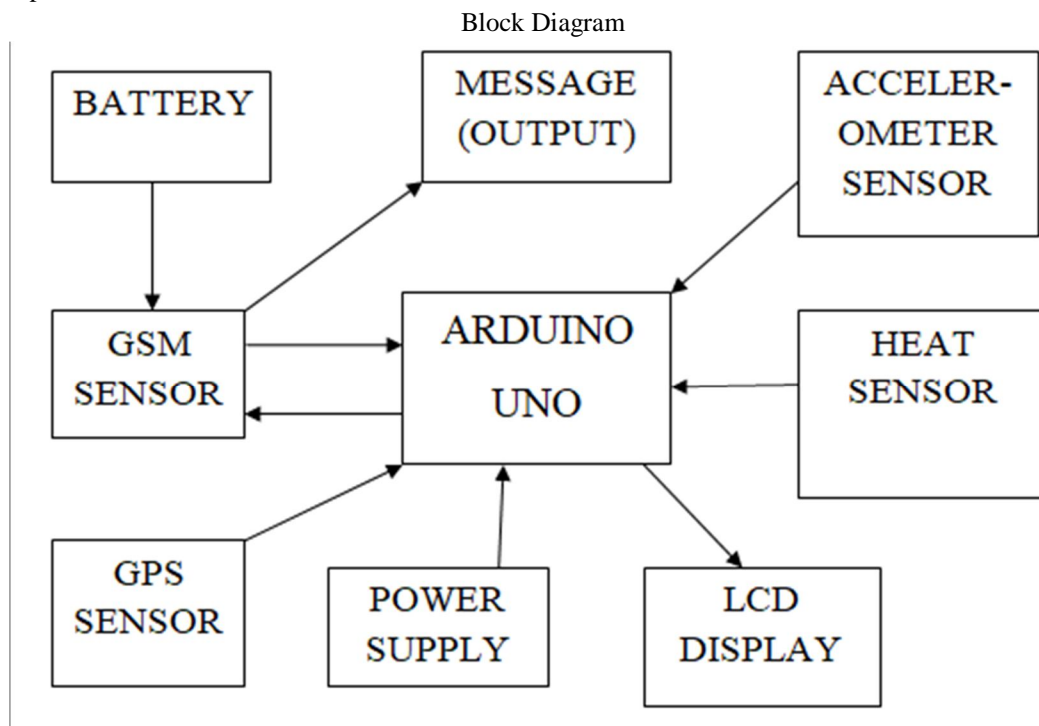 Block Diagram
BATTERY
MESSAGE
(OUTPUT)
ACCELER-
OMETER
SENSOR
GSM
SENSOR
ARDUINO
UNO
HEAT
SENSOR
GPS
SENSOR
POWER
SUPPLY
LCD
DISPLAY